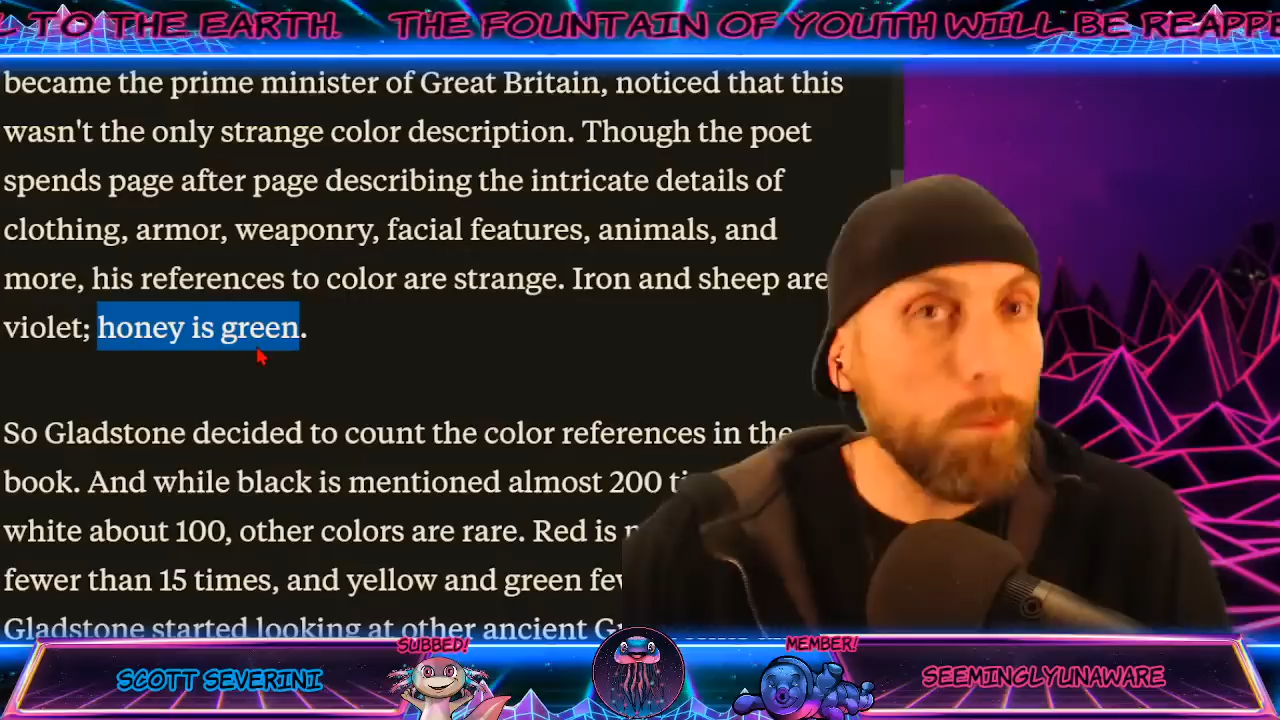 L TO THE EARTH. THE FOUNTAIN OF YOUTH WILL BE
became the prime minister of Great Britain, noticed that this
wasn't the only strange color description. Though the poet
spends page after page describing the intricate details of
clothing, armor, weaponry, facial features, animals, and
more, his references to color are strange. Iron and sheep are
violet; honey is green.
So Gladstone decided to count the color references in the
book. And while black is mentioned almost 200
white about 100, other colors are rare. Red is
fewer than 15 times, and yellow and green
Gladstone started looking at other ancient
SUBBED!
MEMBER!
SCOTT SEVERINI
SEEMINGLYUNAWARE